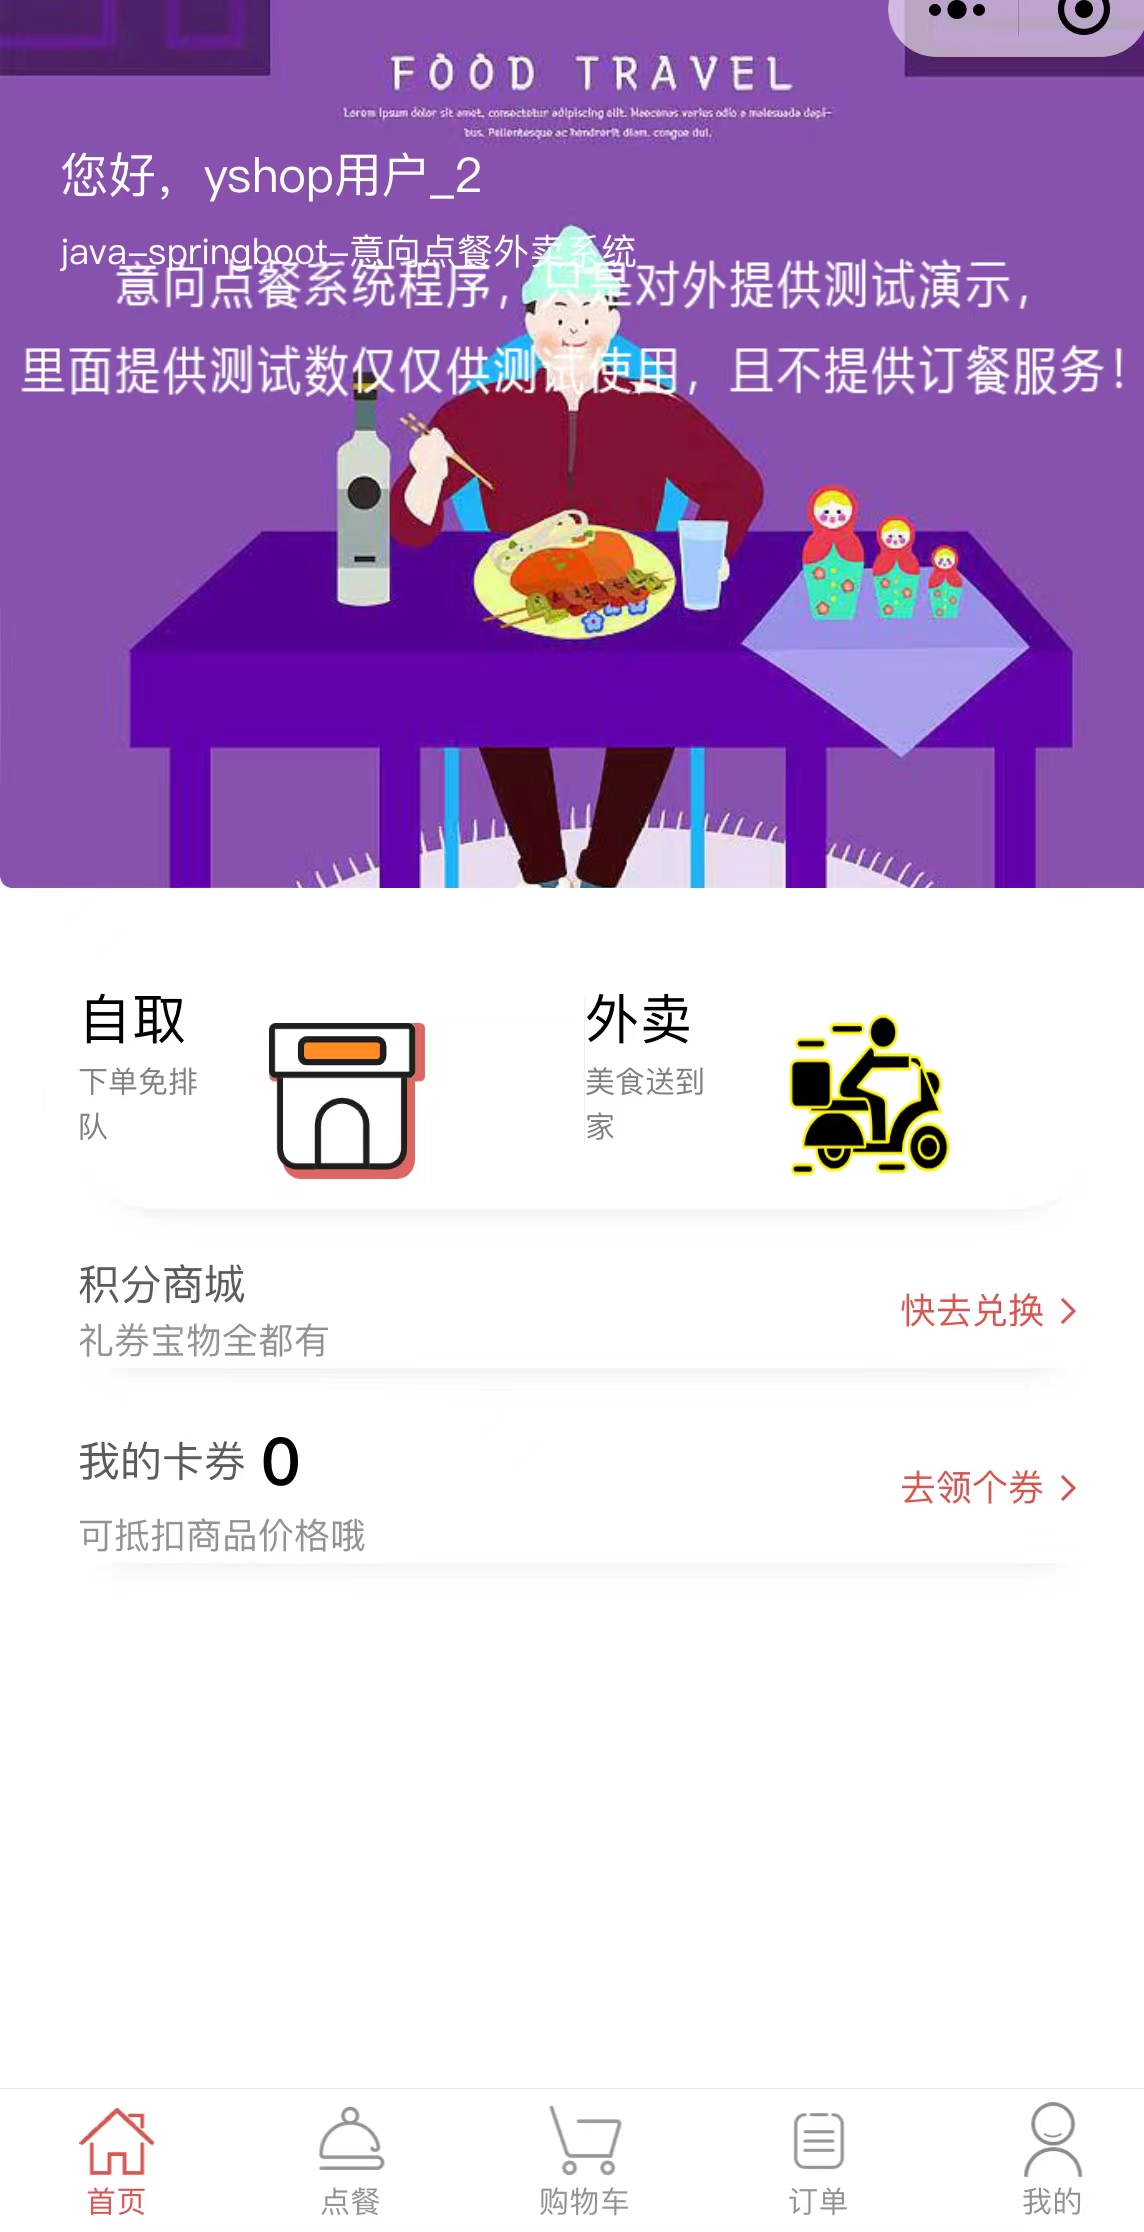 FOOD TRAVEL
Lorem ipsum dolor sit amet, consectetur adipiscing elit. Maecenas varius odio a malesuada dapi-
bus. Pellentesque ac hendrerit diam. congue dui.
您好，yshop用户_2
java-springboot-意向点餐外卖系统
意向点餐系统程序，只是对外提供测试演示，
里面提供测试数仅仅供测试使用，且不提供订餐服务！
自取
下单免排
队
外卖
美食送到
家
积分商城
礼券宝物全都有
快去兑换
我的卡券 0
可抵扣商品价格哦
去领个券
首页
点餐
购物车
订单
我的